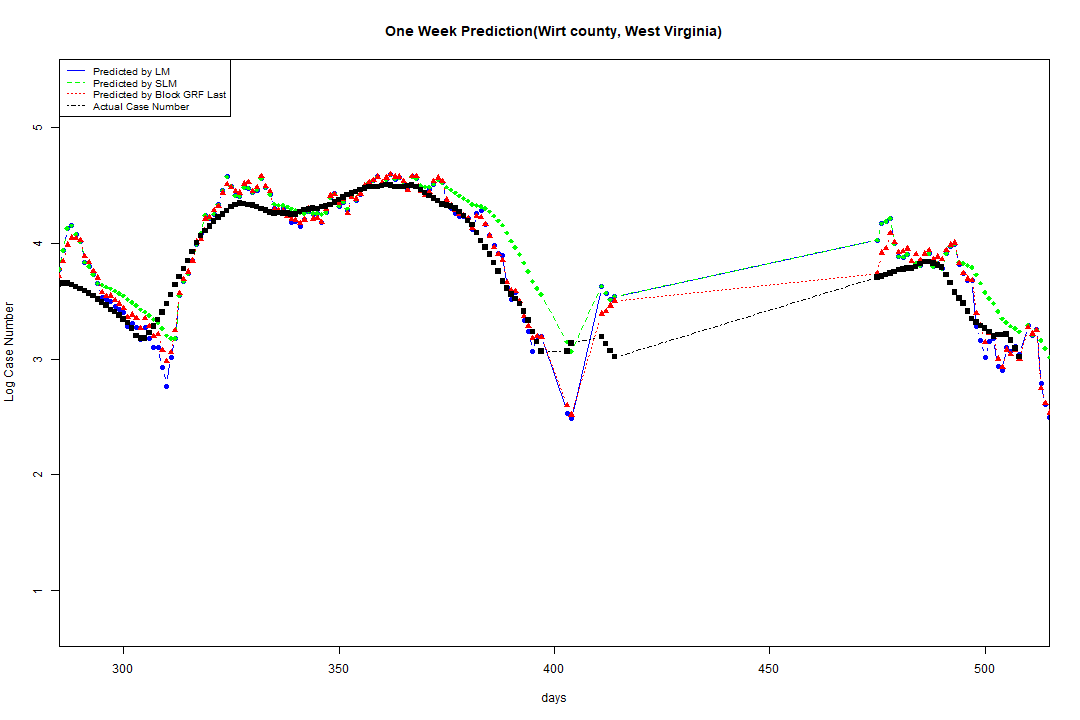 One Week Prediction(Wirt county, West Virginia)
Predicted by LM
Predicted by SLM
Predicted by Block GRF Last
Actual Case Number
5
4
3
2
1
Log Case Number
300 350 400 450 500
days